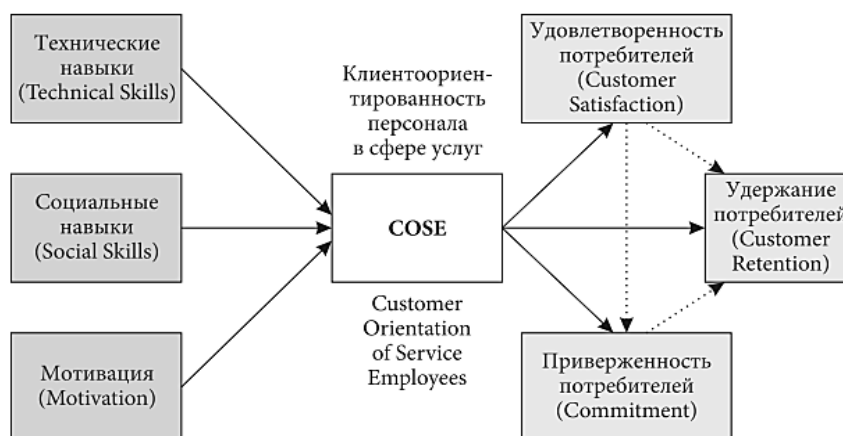 Технические
навыки
(Technical Skills)
Социальные
навыки
(Social Skills)
Мотивация
(Motivation)
Клиентоориен-
тированность
персонала
в сфере услуг
COSE
Customer
Orientation
of Service
Employees
Удовлетворенность
потребителей
(Customer
Satisfaction)
Удержание
потребителей
(Customer
Retention)
Приверженность
потребителей
(Commitment)